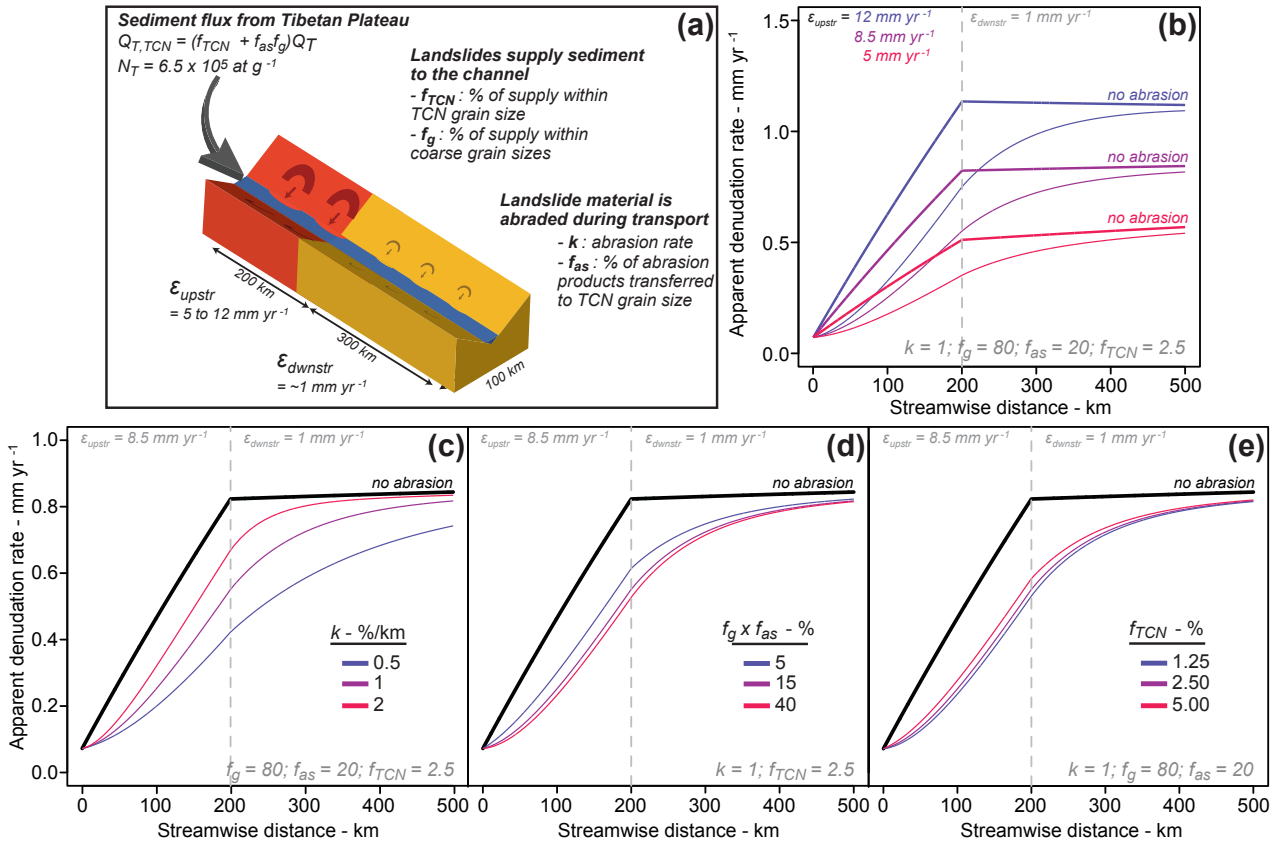 (a)
Sediment flux from Tibetan Plateau
Q_T,TCN = (f_TCN + f_as f_g)Q_T
N_T = 6.5 x 10⁵ at g⁻¹
Landslides supply sediment
to the channel
- f_TCN : % of supply within
TCN grain size
- f_g : % of supply within
coarse grain sizes
Landslide material is
abraded during transport
- k : abrasion rate
- f_as : % of abrasion
products transferred
to TCN grain size
200 km
ε_upstr
= 5 to 12 mm yr⁻¹
300 km
ε_dwnstr
= ~1 mm yr⁻¹
100 km
(b)
ε_upstr = 12 mm yr⁻¹
8.5 mm yr⁻¹
5 mm yr⁻¹
ε_dwnstr = 1 mm yr⁻¹
no abrasion
no abrasion
no abrasion
k = 1; f_g = 80; f_as = 20; f_TCN = 2.5
Apparent denudation rate - mm yr⁻¹
1.5
1.0
0.5
0.0
0 100 200 300 400 500
Streamwise distance - km
(c)
ε_upstr = 8.5 mm yr⁻¹
ε_dwnstr = 1 mm yr⁻¹
no abrasion
k - %/km
0.5
1
2
f_g = 80; f_as = 20; f_TCN = 2.5
Apparent denudation rate - mm yr⁻¹
1.0
0.8
0.6
0.4
0.2
0.0
0 100 200 300 400 500
Streamwise distance - km
(d)
ε_upstr = 8.5 mm yr⁻¹
ε_dwnstr = 1 mm yr⁻¹
no abrasion
f_g x f_as - %
5
15
40
k = 1; f_TCN = 2.5
0 100 200 300 400 500
Streamwise distance - km
(e)
ε_upstr = 8.5 mm yr⁻¹
ε_dwnstr = 1 mm yr⁻¹
no abrasion
f_TCN - %
1.25
2.50
5.00
k = 1; f_g = 80; f_as = 20
0 100 200 300 400 500
Streamwise distance - km